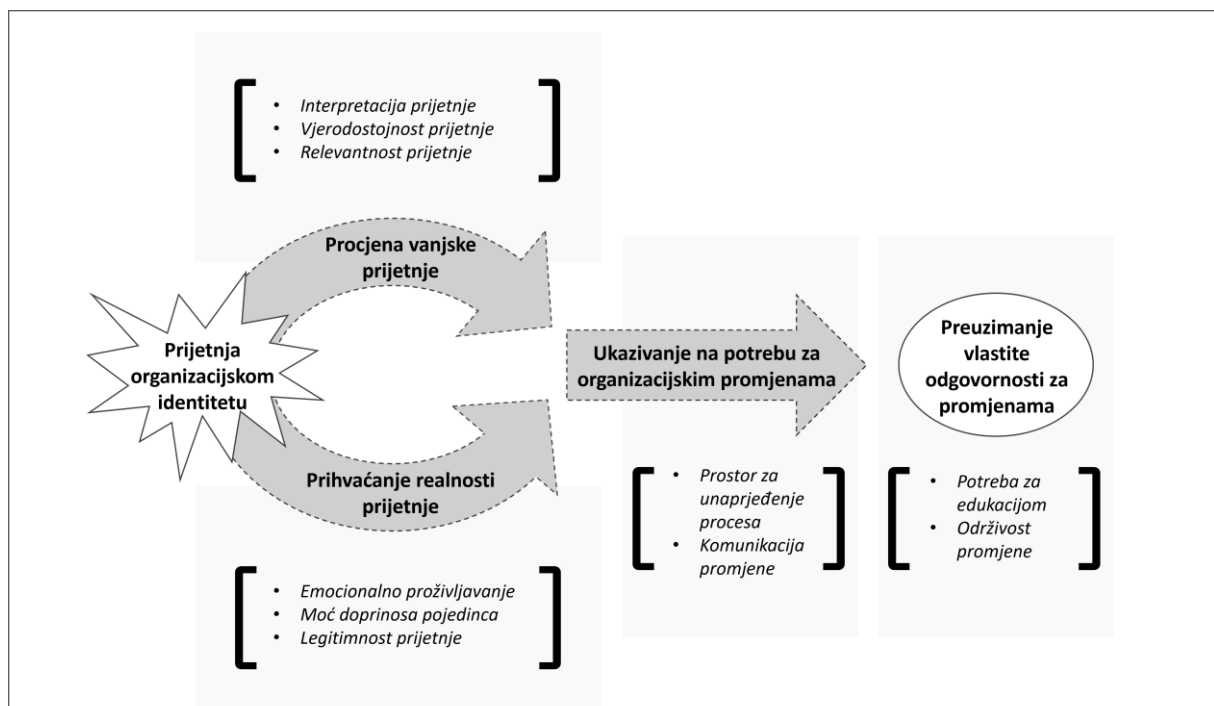 • Interpretacija prijetnje
• Vjerodostojnost prijetnje
• Relevantnost prijetnje
Procjena vanjske
prijetnje
Prijetnja
organizacijskom
identitetu
Ukazivanje na potrebu za
organizacijskim promjenama
Preuzimanje
vlastite
odgovornosti za
promjenama
Prihvaćanje realnosti
prijetnje
• Prostor za
unaprjeđenje
procesa
• Komunikacija
promjene
• Potreba za
edukacijom
• Održivost
promjene
• Emocionalno proživljavanje
• Moć doprinosa pojedinca
• Legitimnost prijetnje